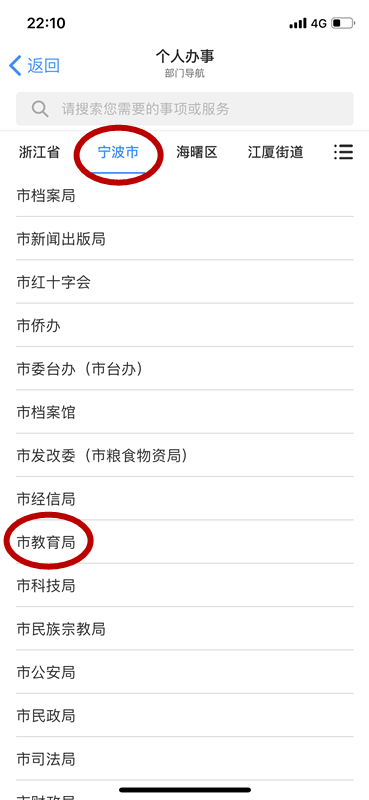 22:10 4G
返回 个人办事
部门导航
请搜索您需要的事项或服务
浙江省 宁波市 海曙区 江厦街道
市档案局
市新闻出版局
市红十字会
市侨办
市委台办（市台办）
市档案馆
市发改委（市粮食物资局）
市经信局
市教育局
市科技局
市民族宗教局
市公安局
市民政局
市司法局
市财政局